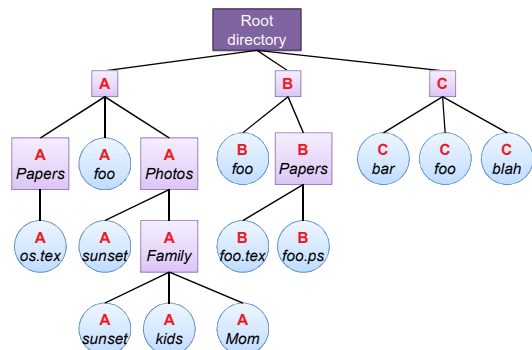 Root
directory
A
B
C
A
Papers
A
foo
A
Photos
B
foo
B
Papers
C
bar
C
foo
C
blah
A
os.tex
A
sunset
A
Family
B
foo.tex
B
foo.ps
A
sunset
A
kids
A
Mom